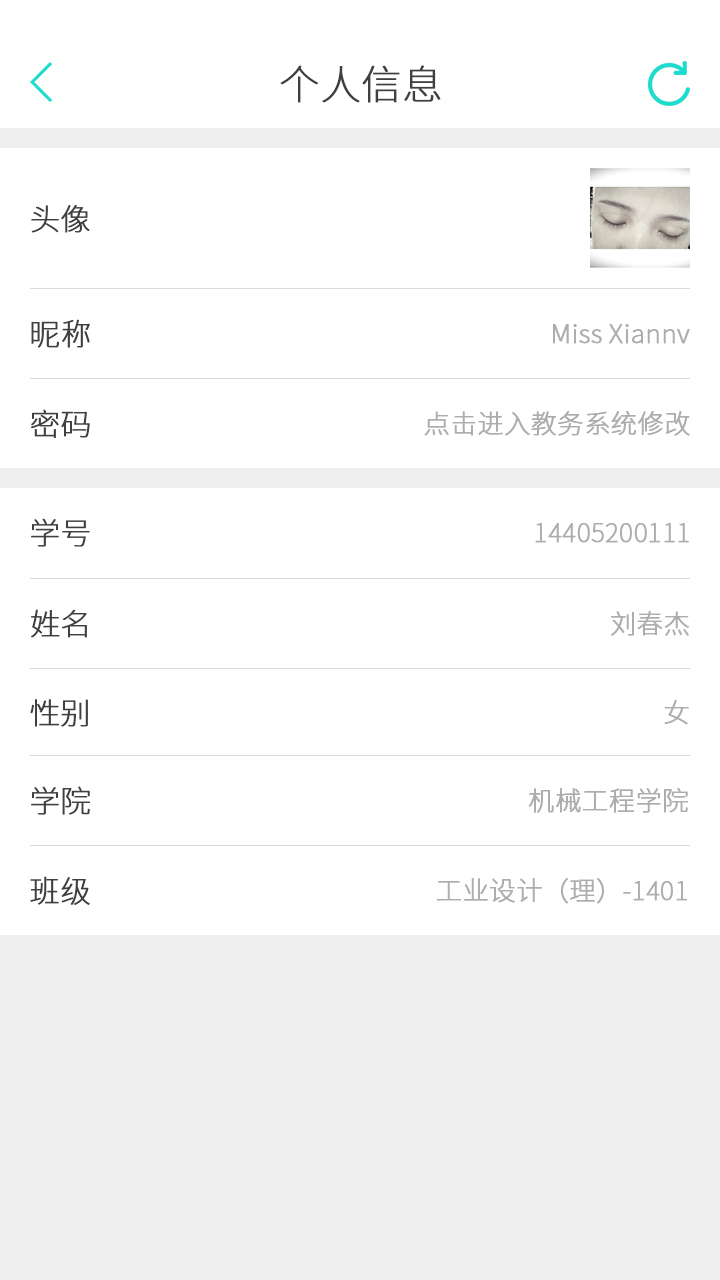 个人信息
头像
昵称 Miss Xiannv
密码 点击进入教务系统修改
学号 14405200111
姓名 刘春杰
性别 女
学院 机械工程学院
班级 工业设计（理）-1401